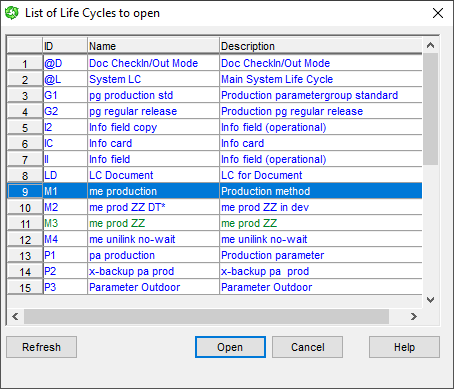 List of Life Cycles to open
ID Name Description
1 @D Doc CheckIn/Out Mode Doc CheckIn/Out Mode
2 @L System LC Main System Life Cycle
3 G1 pg production std Production parametergroup standard
4 G2 pg regular release Production pg regular release
5 I2 Info field copy Info field (operational)
6 IC Info card Info card
7 II Info field Info field (operational)
8 LD LC Document LC for Document
9 M1 me production Production method
10 M2 me prod ZZ DT* me prod ZZ in dev
11 M3 me prod ZZ me prod ZZ
12 M4 me unilink no-wait me unilink no-wait
13 P1 pa production Production parameter
14 P2 x-backup pa prod x-backup pa prod
15 P3 Parameter Outdoor Parameter Outdoor
Refresh Open Cancel Help